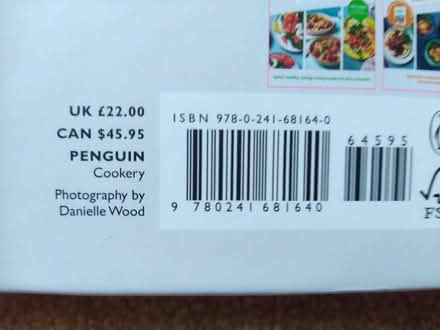 UK £22.00
CAN $45.95
PENGUIN
Cookery
Photography by
Danielle Wood
ISBN 978-0-241-68164-0
64595
9 780241 681640
FS